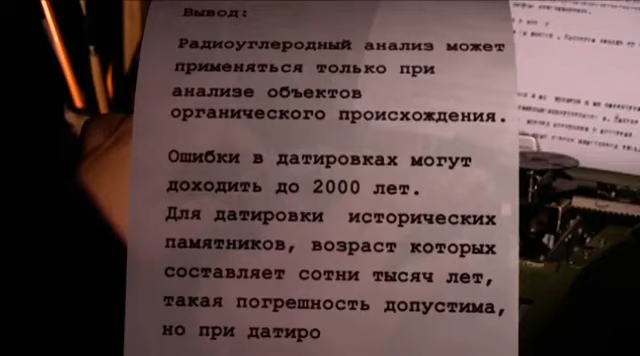 Вывод:
Радиоуглеродный анализ может
применяться только при
анализе объектов
органического происхождения.
Ошибки в датировках могут
доходить до 2000 лет.
Для датировки исторических
памятников, возраст которых
составляет сотни тысяч лет,
такая погрешность допустима,
но при датиро